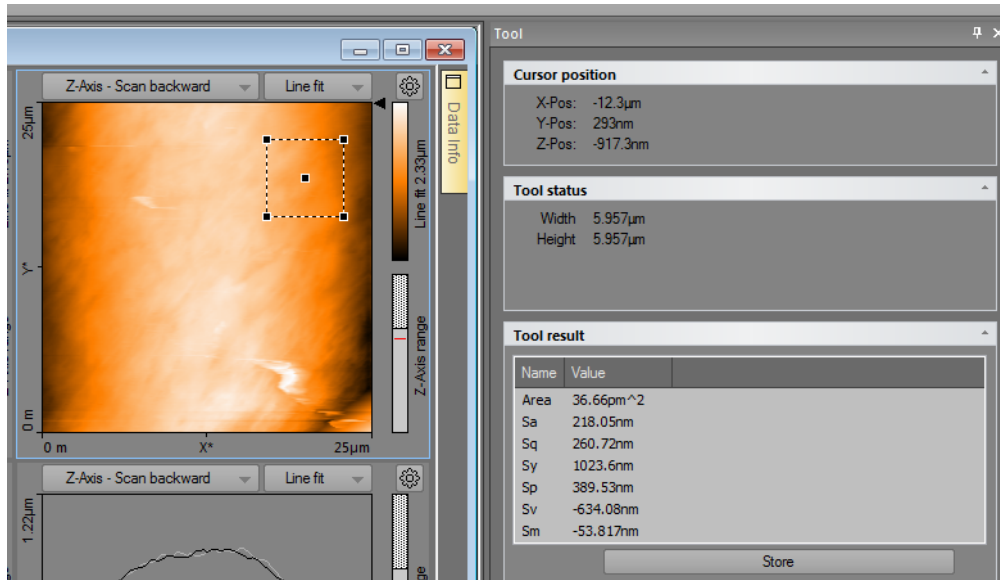 Tool
Z-Axis - Scan backward
Line fit
25µm
Y*
0 m
0 m
X*
25µm
Line fit 2.33µm
Z-Axis range
Data Info
Z-Axis - Scan backward
Line fit
1.22µm
Cursor position
X-Pos: -12.3µm
Y-Pos: 293nm
Z-Pos: -917.3nm
Tool status
Width 5.957µm
Height 5.957µm
Tool result
Name Value
Area 36.66pm^2
Sa 218.05nm
Sq 260.72nm
Sy 1023.6nm
Sp 389.53nm
Sv -634.08nm
Sm -53.817nm
Store